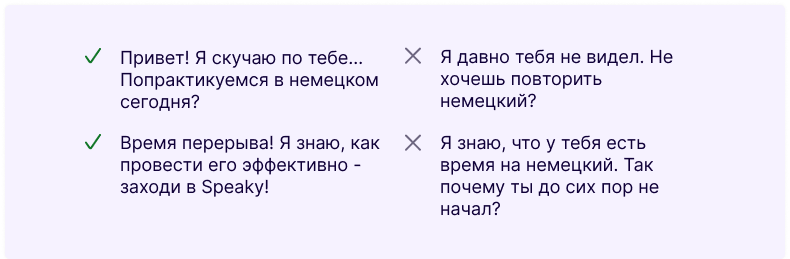 Привет! Я скучаю по тебе...
Попрактикуемся в немецком
сегодня?
Я давно тебя не видел. Не
хочешь повторить
немецкий?
Время перерыва! Я знаю, как
провести его эффективно -
заходи в Speaky!
Я знаю, что у тебя есть
время на немецкий. Так
почему ты до сих пор не
начал?